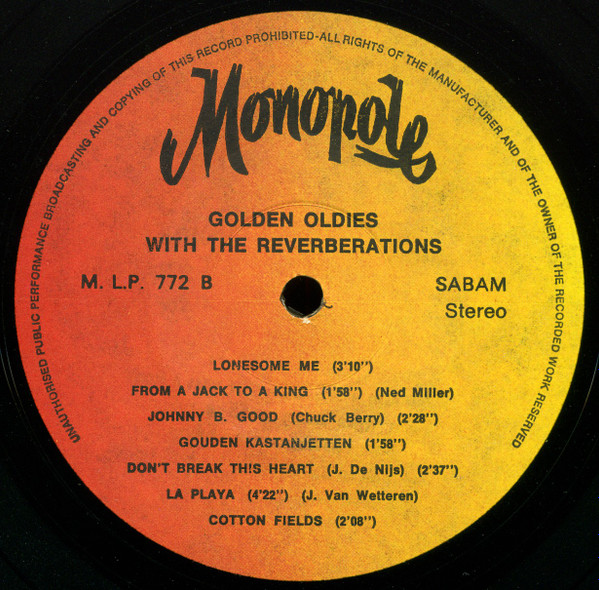 UNAUTHORISED PUBLIC PERFORMANCE BROADCASTING AND COPYING OF THIS RECORD PROHIBITED-ALL RIGHTS OF THE MANUFACTURER AND OF THE OWNER OF THE RECORDED WORK RESERVED
Monopole
GOLDEN OLDIES
WITH THE REVERBERATIONS
M. L.P. 772 B
SABAM
Stereo
LONESOME ME (3'10'')
FROM A JACK TO A KING (1'58'') (Ned Miller)
JOHNNY B. GOOD (Chuck Berry) (2'28'')
GOUDEN KASTANJETTEN (1'58'')
DON'T BREAK TH!S HEART (J. De Nijs) (2'37'')
LA PLAYA (4'22'') (J. Van Wetteren)
COTTON FIELDS (2'08'')